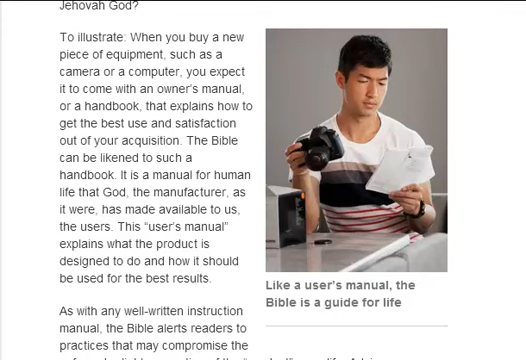 Jehovah God?
To illustrate: When you buy a new
piece of equipment, such as a
camera or a computer, you expect
it to come with an owner's manual,
or a handbook, that explains how to
get the best use and satisfaction
out of your acquisition. The Bible
can be likened to such a
handbook. It is a manual for human
life that God, the manufacturer, as
it were, has made available to us,
the users. This “user's manual”
explains what the product is
designed to do and how it should
be used for the best results.
Like a user's manual, the
Bible is a guide for life
As with any well-written instruction
manual, the Bible alerts readers to
practices that may compromise the